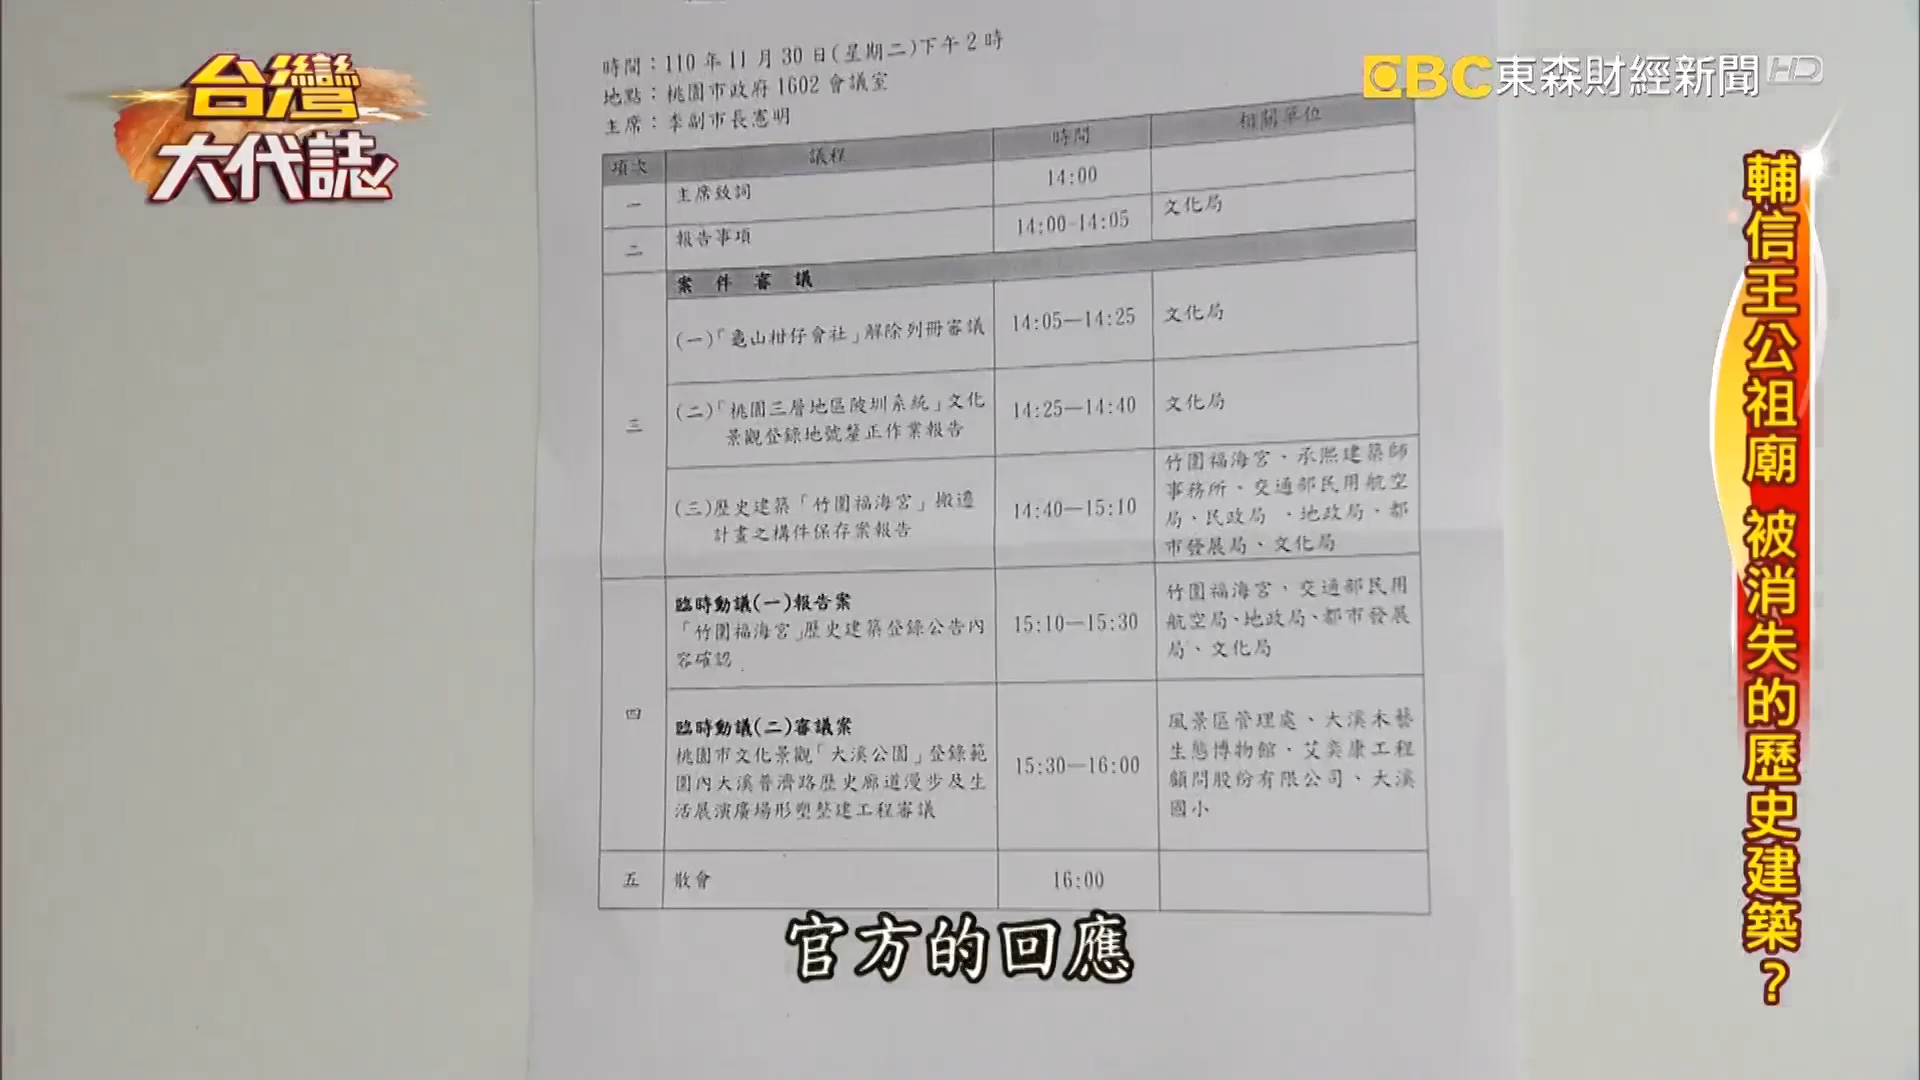 台灣
大代誌
EBC東森財經新聞HD
時間：110年11月30日(星期二)下午2時
地點：桃園市政府1602會議室
主席：李副市長憲明
項次 議程 時間 相關單位
一 主席致詞 14:00
二 報告事項 14:00-14:05 文化局
案件審議
三
(一)「龜山柑仔會社」解除列冊審議 14:05—14:25 文化局
(二)「桃園三層地區陂圳系統」文化
景觀登錄地號釐正作業報告
14:25—14:40 文化局
(三)歷史建築「竹圍福海宮」搬遷
計畫之構件保存案報告
14:40—15:10
竹圍福海宮、承熙建築師
事務所、交通部民用航空
局、民政局、地政局、都
市發展局、文化局
四
臨時動議(一)報告案
「竹圍福海宮」歷史建築登錄公告內
容確認
15:10—15:30
竹圍福海宮、交通部民用
航空局、地政局、都市發展
局、文化局
臨時動議(二)審議案
桃園市文化景觀「大溪公園」登錄範
圍內大溪普濟路歷史廊道漫步及生
活展演廣場形塑整建工程審議
15:30—16:00
風景區管理處、大溪木藝
生態博物館、艾奕康工程
顧問股份有限公司、大溪
國小
五 散會 16:00
官方的回應
輔信王公祖廟 被消失的歷史建築?